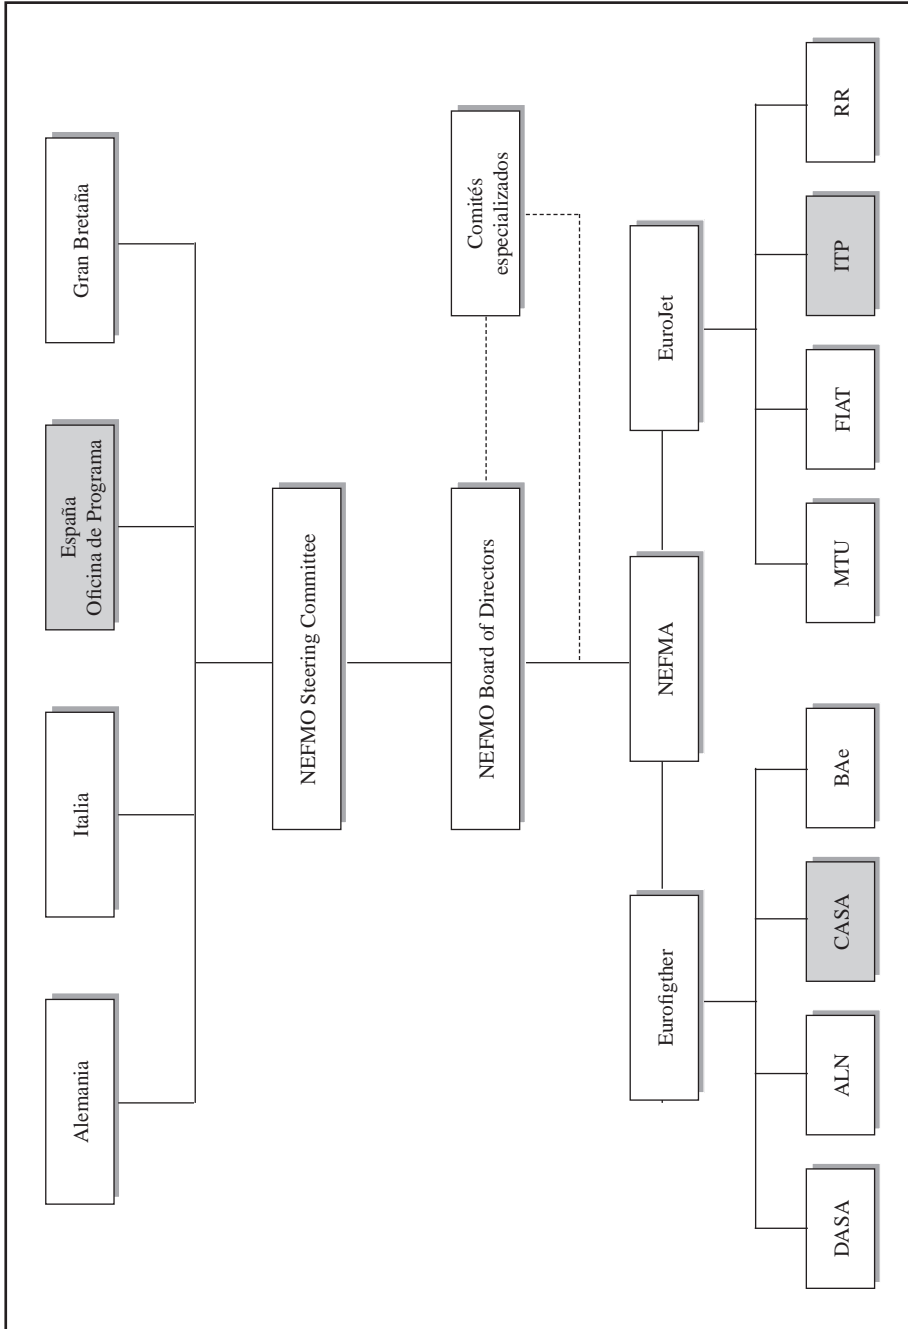 Alemania
Italia
España
Oficina de Programa
Gran Bretaña
NEFMO Steering Committee
NEFMO Board of Directors
Comités
especializados
Eurofigther
NEFMA
EuroJet
DASA
ALN
CASA
BAe
MTU
FIAT
ITP
RR